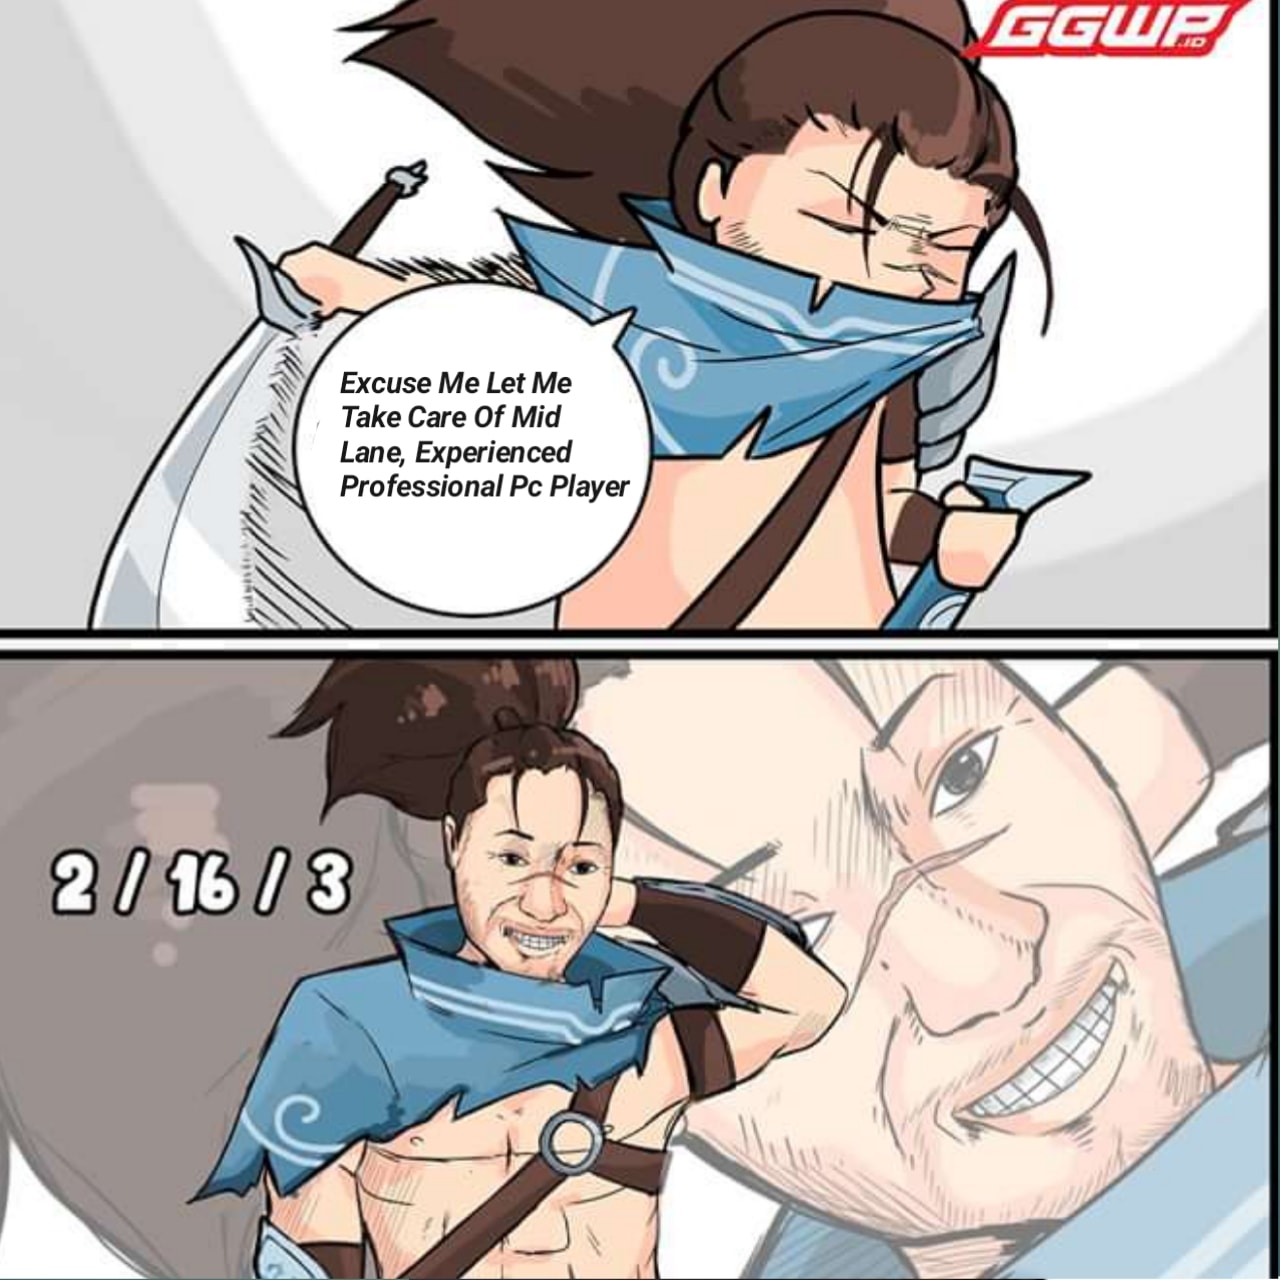 GGWP
.ID
Excuse Me Let Me
Take Care Of Mid
Lane, Experienced
Professional Pc Player
2 / 16 / 3